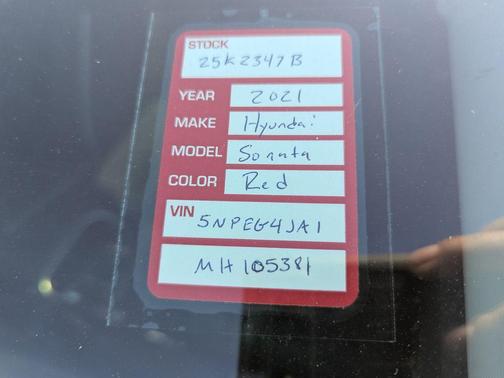 STOCK
25K2347B
YEAR 2021
MAKE Hyundai
MODEL Sonata
COLOR Red
VIN 5NPEG4JA1
MH105381